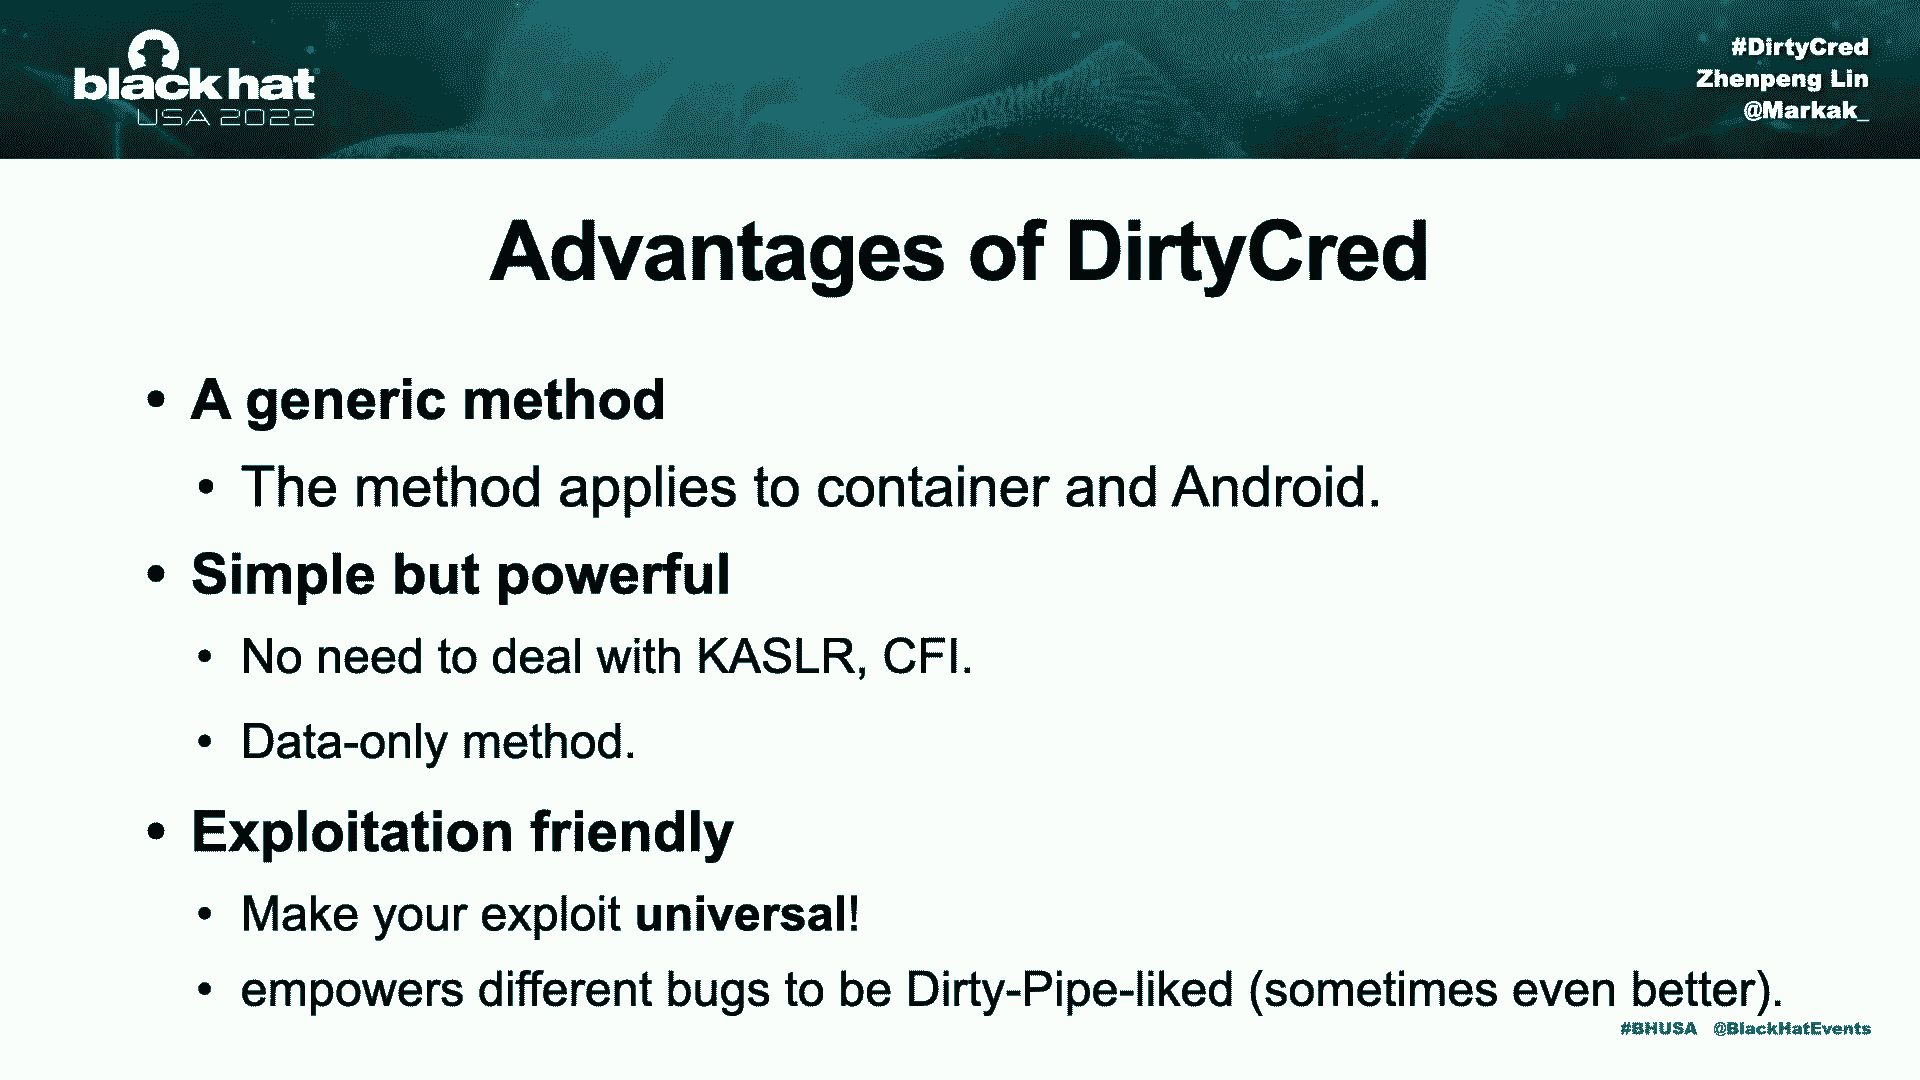 black hat
USA 2022
#DirtyCred
Zhenpeng Lin
@Markak_
Advantages of DirtyCred
• A generic method
• The method applies to container and Android.
• Simple but powerful
• No need to deal with KASLR, CFI.
• Data-only method.
• Exploitation friendly
• Make your exploit universal!
• empowers different bugs to be Dirty-Pipe-liked (sometimes even better).
#BHUSA @BlackHatEvents